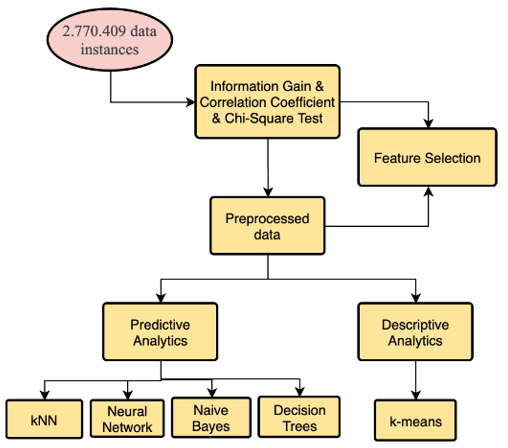 2.770.409 data
instances
Information Gain &
Correlation Coefficient
& Chi-Square Test
Feature Selection
Preprocessed
data
Predictive
Analytics
Descriptive
Analytics
kNN
Neural
Network
Naive
Bayes
Decision
Trees
k-means